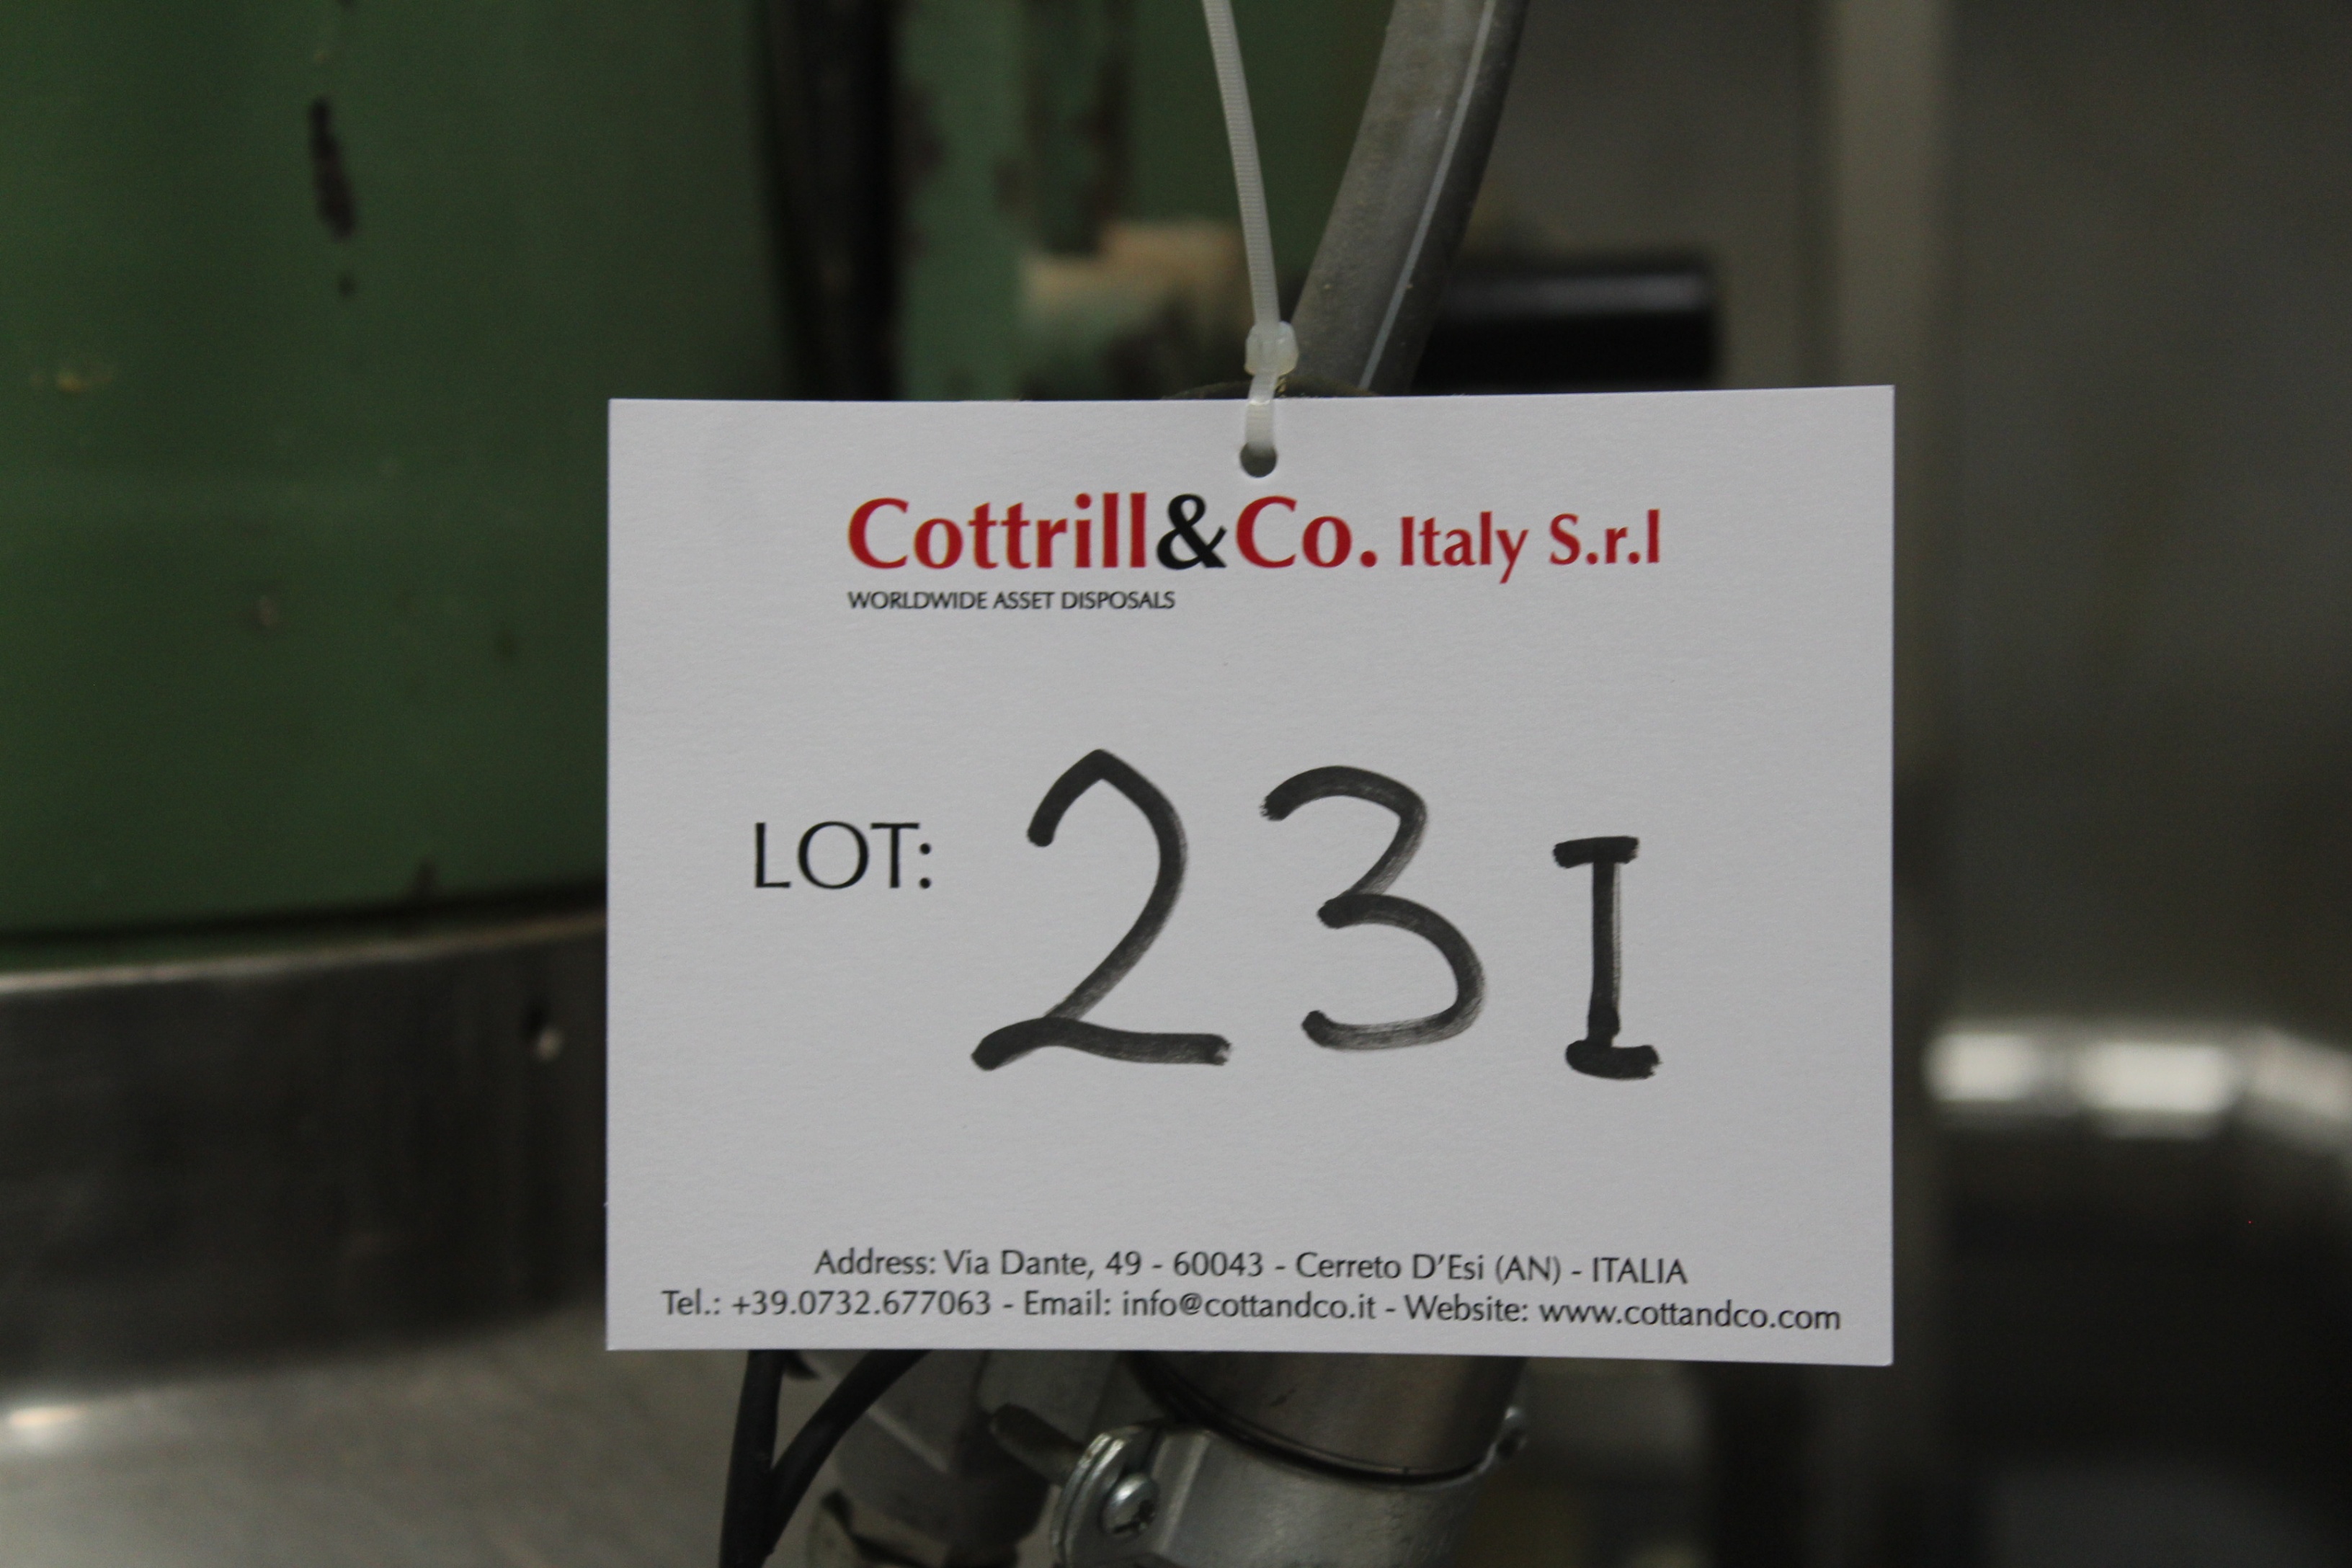 Cottrill&Co. Italy S.r.l
WORLDWIDE ASSET DISPOSALS
LOT: 23I
Address: Via Dante, 49 - 60043 - Cerreto D'Esi (AN) - ITALIA
Tel.: +39.0732.677063 - Email: info@cottandco.it - Website: www.cottandco.com